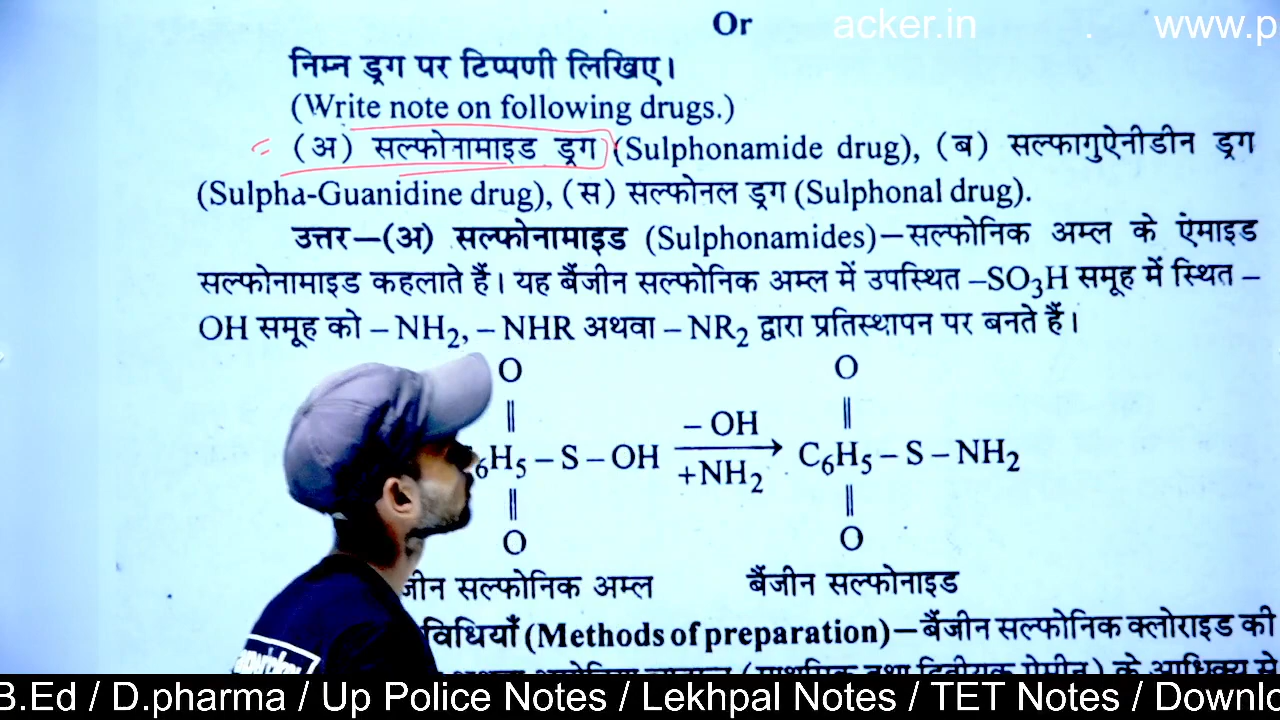 Or
acker.in . www.p
निम्न ड्रग पर टिप्पणी लिखिए।
(Write note on following drugs.)
(अ) सल्फोनामाइड ड्रग (Sulphonamide drug), (ब) सल्फागुऐनीडीन ड्रग
(Sulpha-Guanidine drug), (स) सल्फोनल ड्रग (Sulphonal drug).
उत्तर—(अ) सल्फोनामाइड (Sulphonamides)—सल्फोनिक अम्ल के ऐमाइड
सल्फोनामाइड कहलाते हैं। यह बैंजीन सल्फोनिक अम्ल में उपस्थित –SO₃H समूह में स्थित –
OH समूह को – NH₂, – NHR अथवा – NR₂ द्वारा प्रतिस्थापन पर बनते हैं।
O O
|| ||
₆H₅ – S – OH – OH +NH₂ → C₆H₅ – S – NH₂
|| ||
O O
जीन सल्फोनिक अम्ल बैंजीन सल्फोनाइड
विधियाँ (Methods of preparation)—बैंजीन सल्फोनिक क्लोराइड की
B.Ed / D.pharma / Up Police Notes / Lekhpal Notes / TET Notes / Downlo